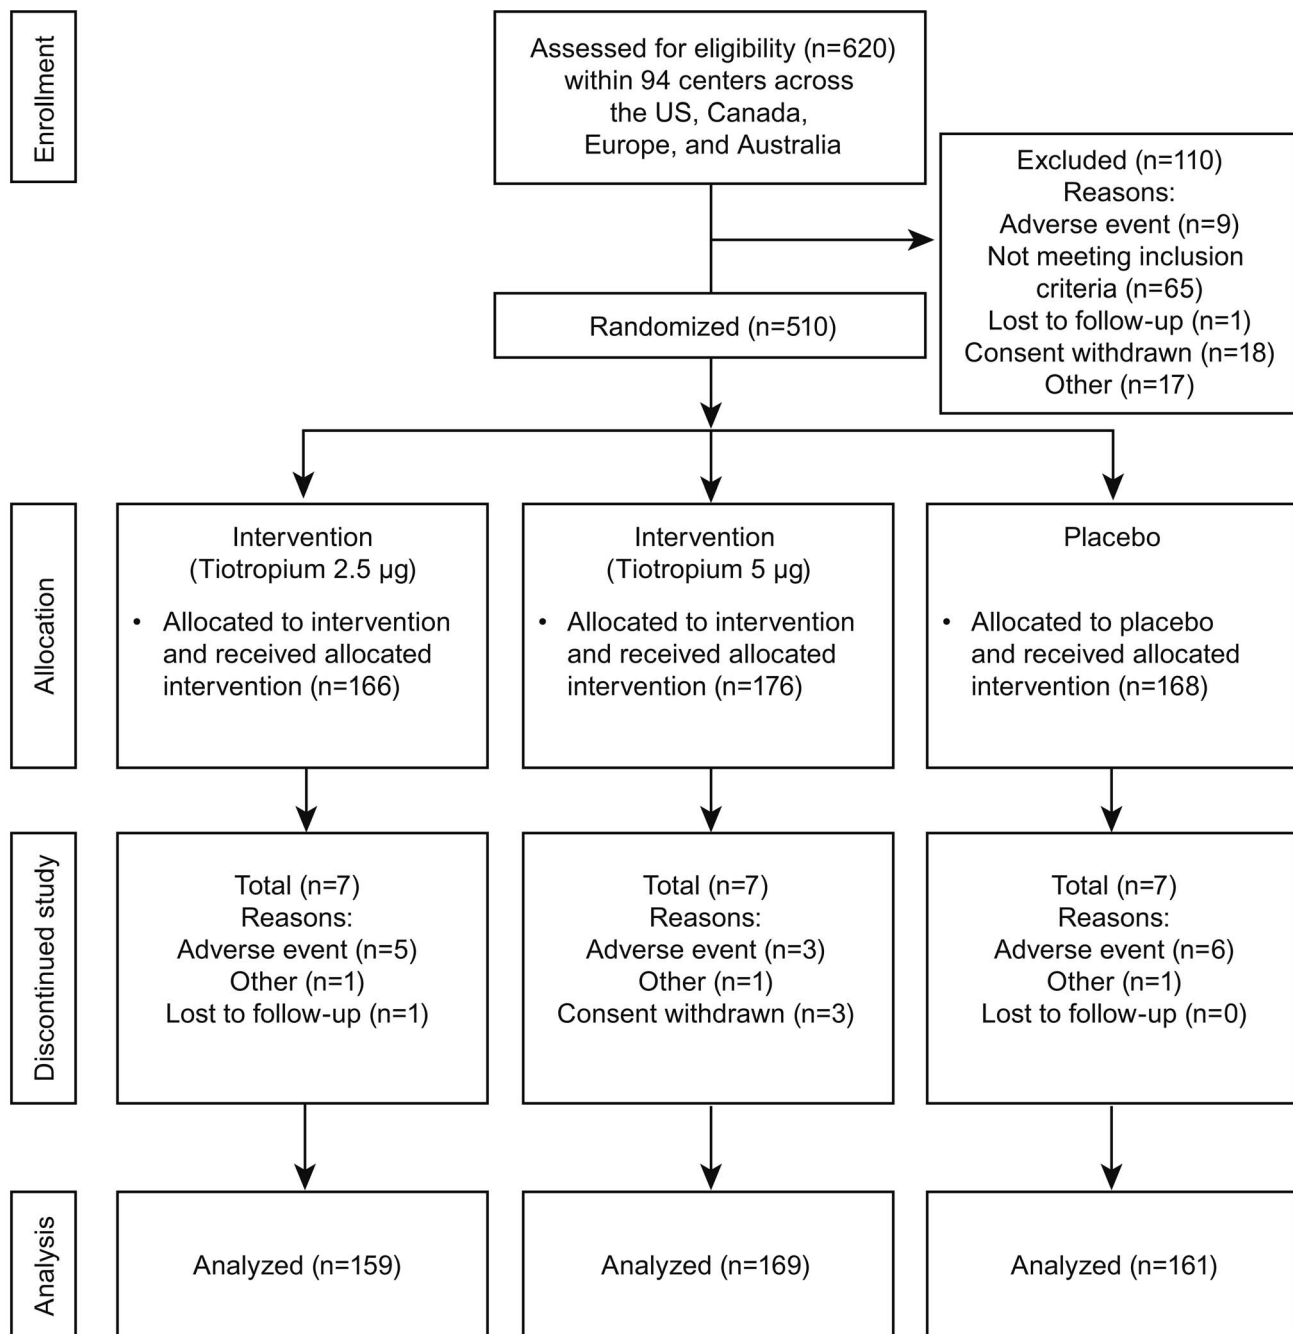 Enrollment
Assessed for eligibility (n=620)
within 94 centers across
the US, Canada,
Europe, and Australia
Excluded (n=110)
Reasons:
Adverse event (n=9)
Not meeting inclusion
criteria (n=65)
Lost to follow-up (n=1)
Consent withdrawn (n=18)
Other (n=17)
Randomized (n=510)
Allocation
Intervention
(Tiotropium 2.5 µg)
• Allocated to intervention
and received allocated
intervention (n=166)
Intervention
(Tiotropium 5 µg)
• Allocated to intervention
and received allocated
intervention (n=176)
Placebo
• Allocated to placebo
and received allocated
intervention (n=168)
Discontinued study
Total (n=7)
Reasons:
Adverse event (n=5)
Other (n=1)
Lost to follow-up (n=1)
Total (n=7)
Reasons:
Adverse event (n=3)
Other (n=1)
Consent withdrawn (n=3)
Total (n=7)
Reasons:
Adverse event (n=6)
Other (n=1)
Lost to follow-up (n=0)
Analysis
Analyzed (n=159)
Analyzed (n=169)
Analyzed (n=161)